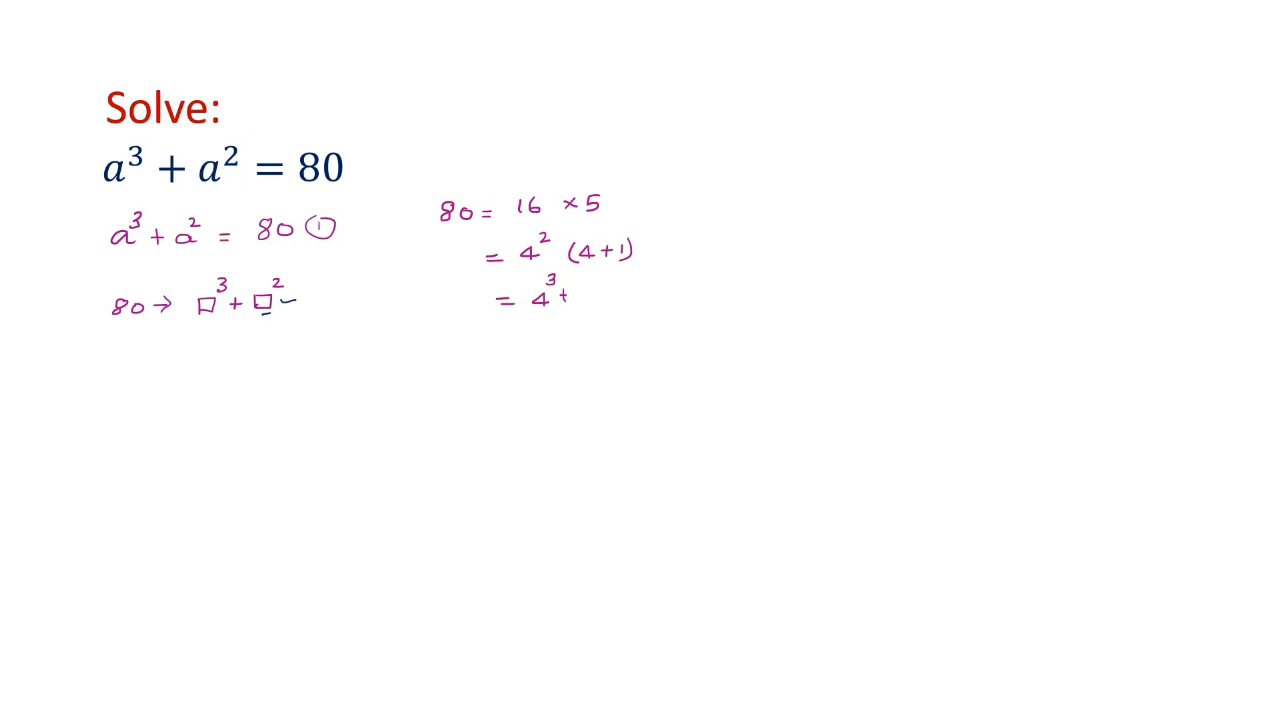 Solve:
a³ + a² = 80
a³ + a² = 80 ①
80 → □³ + □²
80 = 16 × 5
= 4² (4+1)
= 4³ +